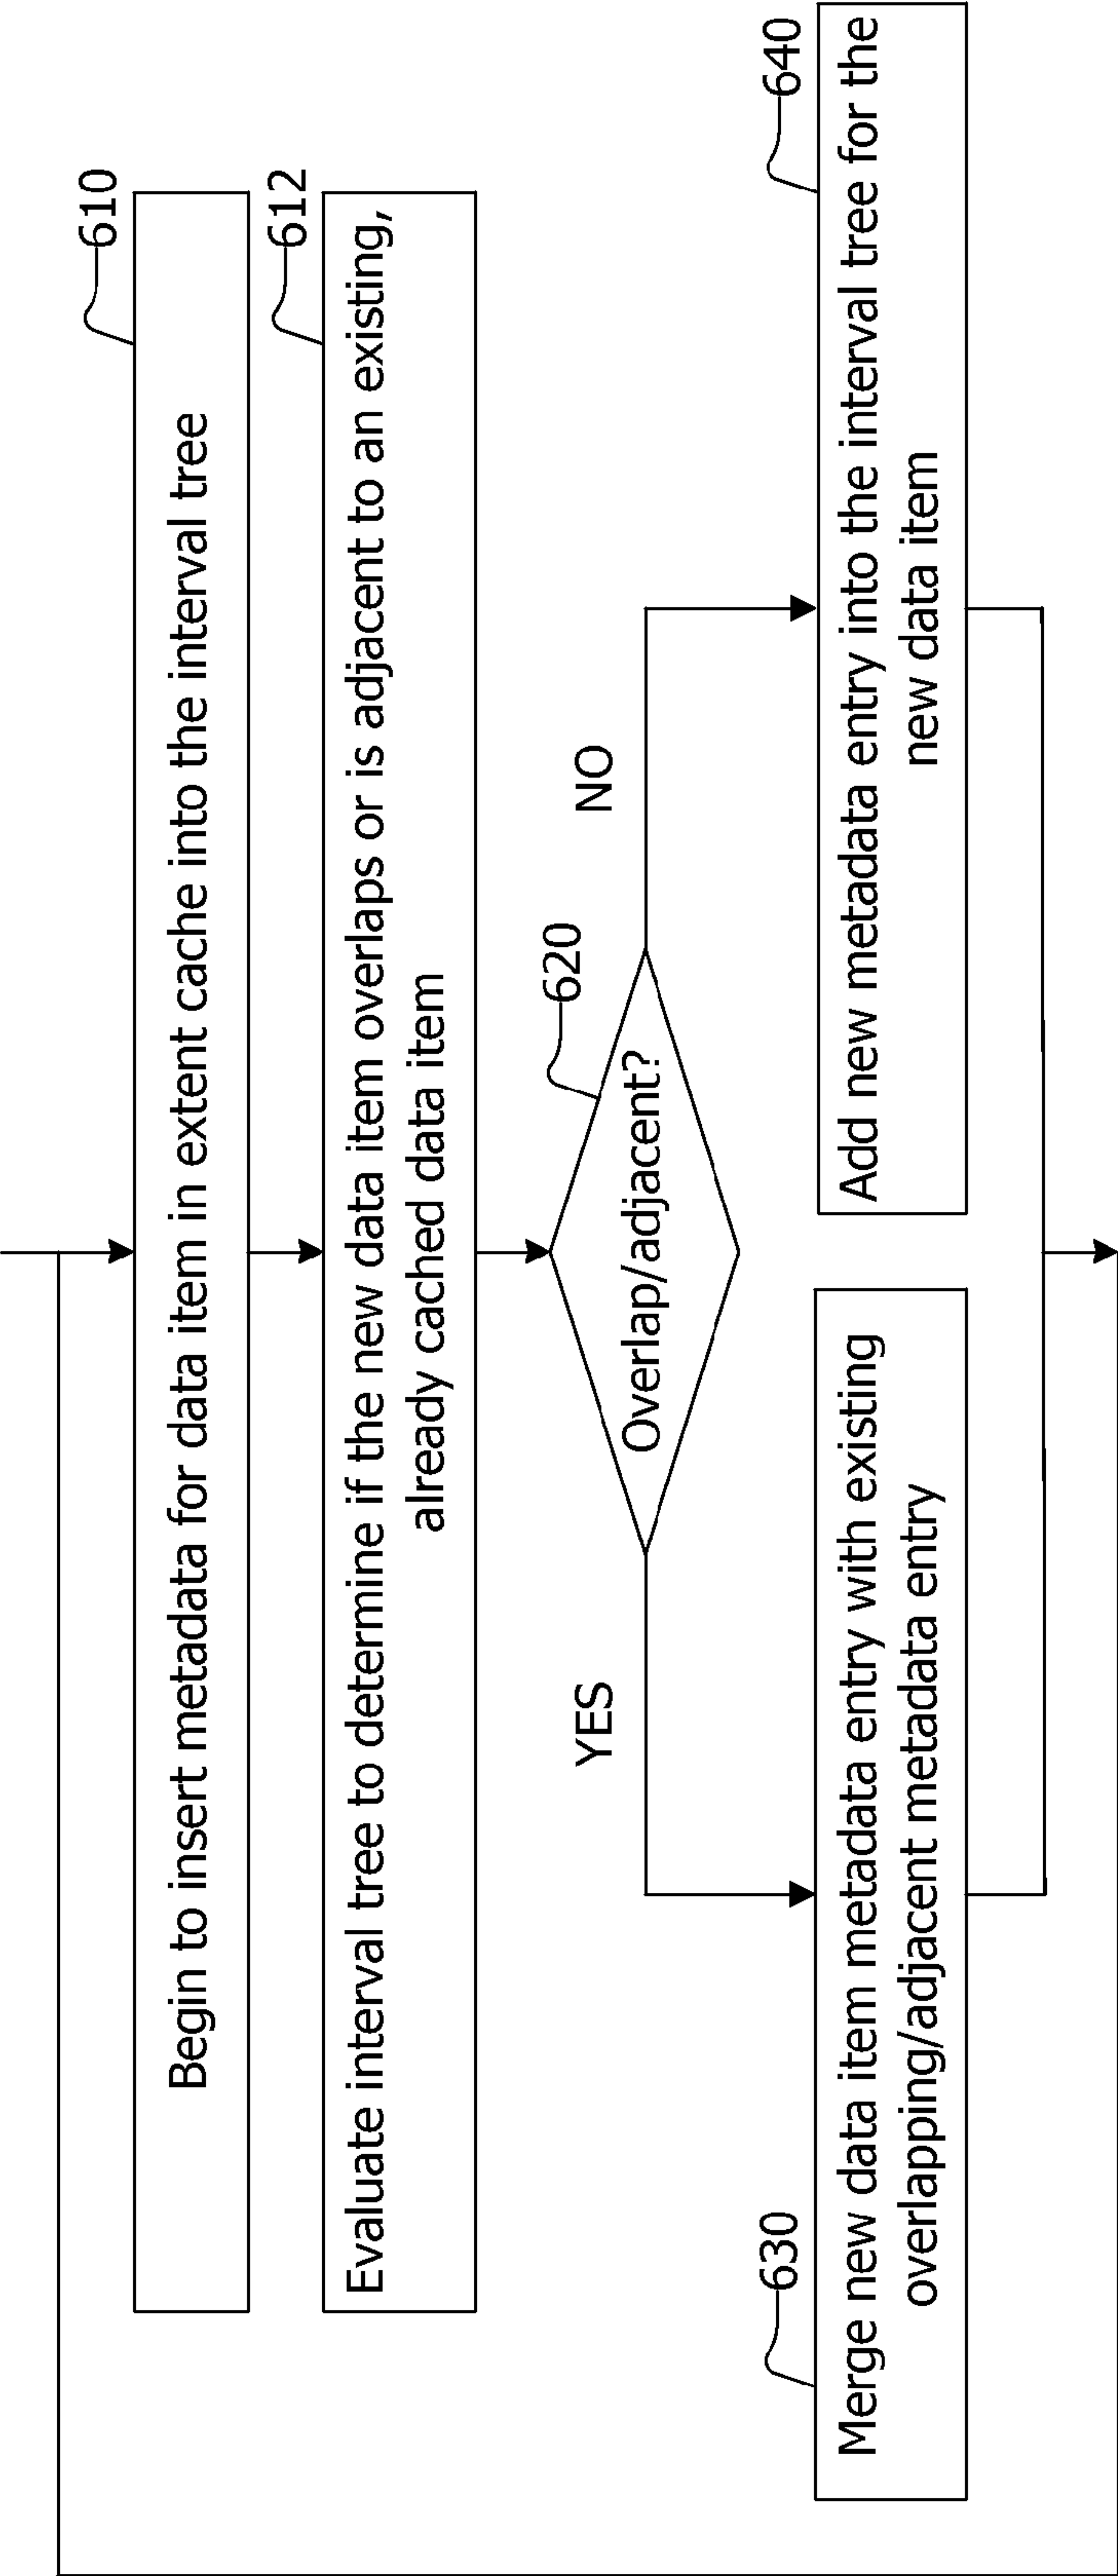 610
Begin to insert metadata for data item in extent cache into the interval tree
612
Evaluate interval tree to determine if the new data item overlaps or is adjacent to an existing,
already cached data item
620
Overlap/adjacent?
YES
NO
630
Merge new data item metadata entry with existing
overlapping/adjacent metadata entry
640
Add new metadata entry into the interval tree for the
new data item